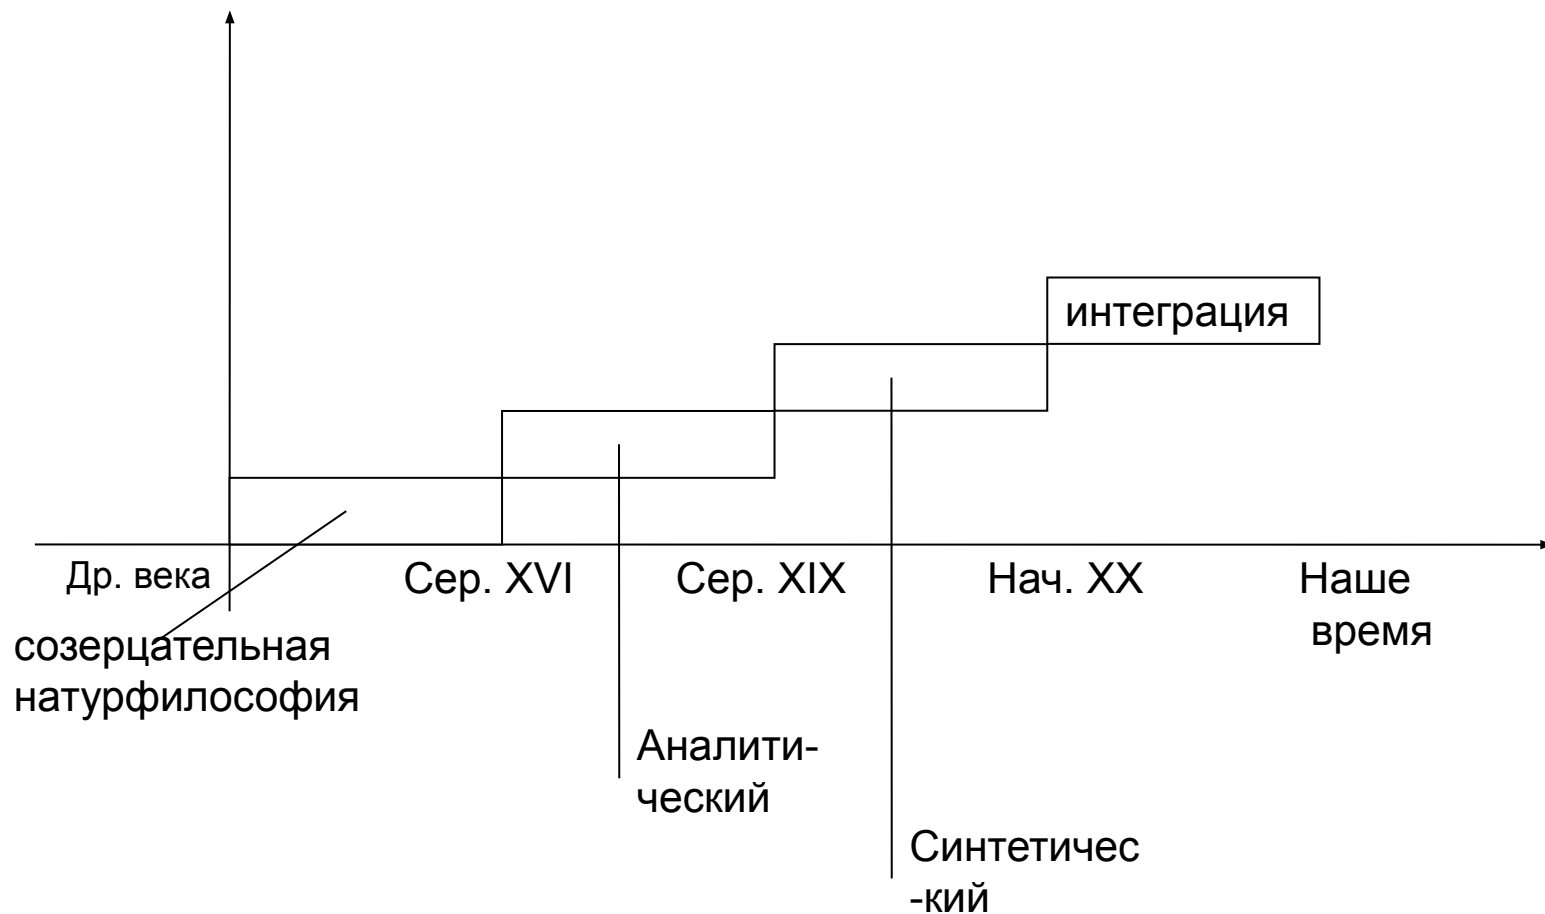 интеграция
Др. века
Сер. XVI
Сер. XIX
Нач. XX
Наше
время
созерцательная
натурфилософия
Аналити-
ческий
Синтетичес
-кий